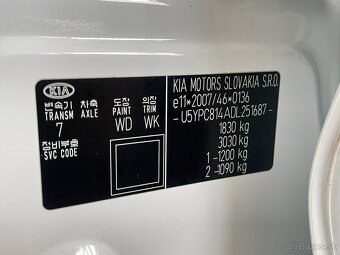 KIA
변속기 차축 도장 의장
TRANSM AXLE PAINT TRIM
7 WD WK
정비부호
SVC CODE
KIA MOTORS SLOVAKIA S.R.O.
e11*2007/46*0136
- U5YPC814ADL251687 -
1830 kg
3030 kg
1 -1200 kg
2 -1090 kg